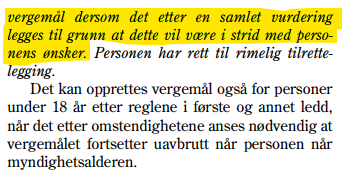 vergemål dersom det etter en samlet vurdering
legges til grunn at dette vil være i strid med perso-
nens ønsker. Personen har rett til rimelig tilrette-
legging.
Det kan opprettes vergemål også for personer
under 18 år etter reglene i første og annet ledd,
når det etter omstendighetene anses nødvendig at
vergemålet fortsetter uavbrutt når personen når
myndighetsalderen.